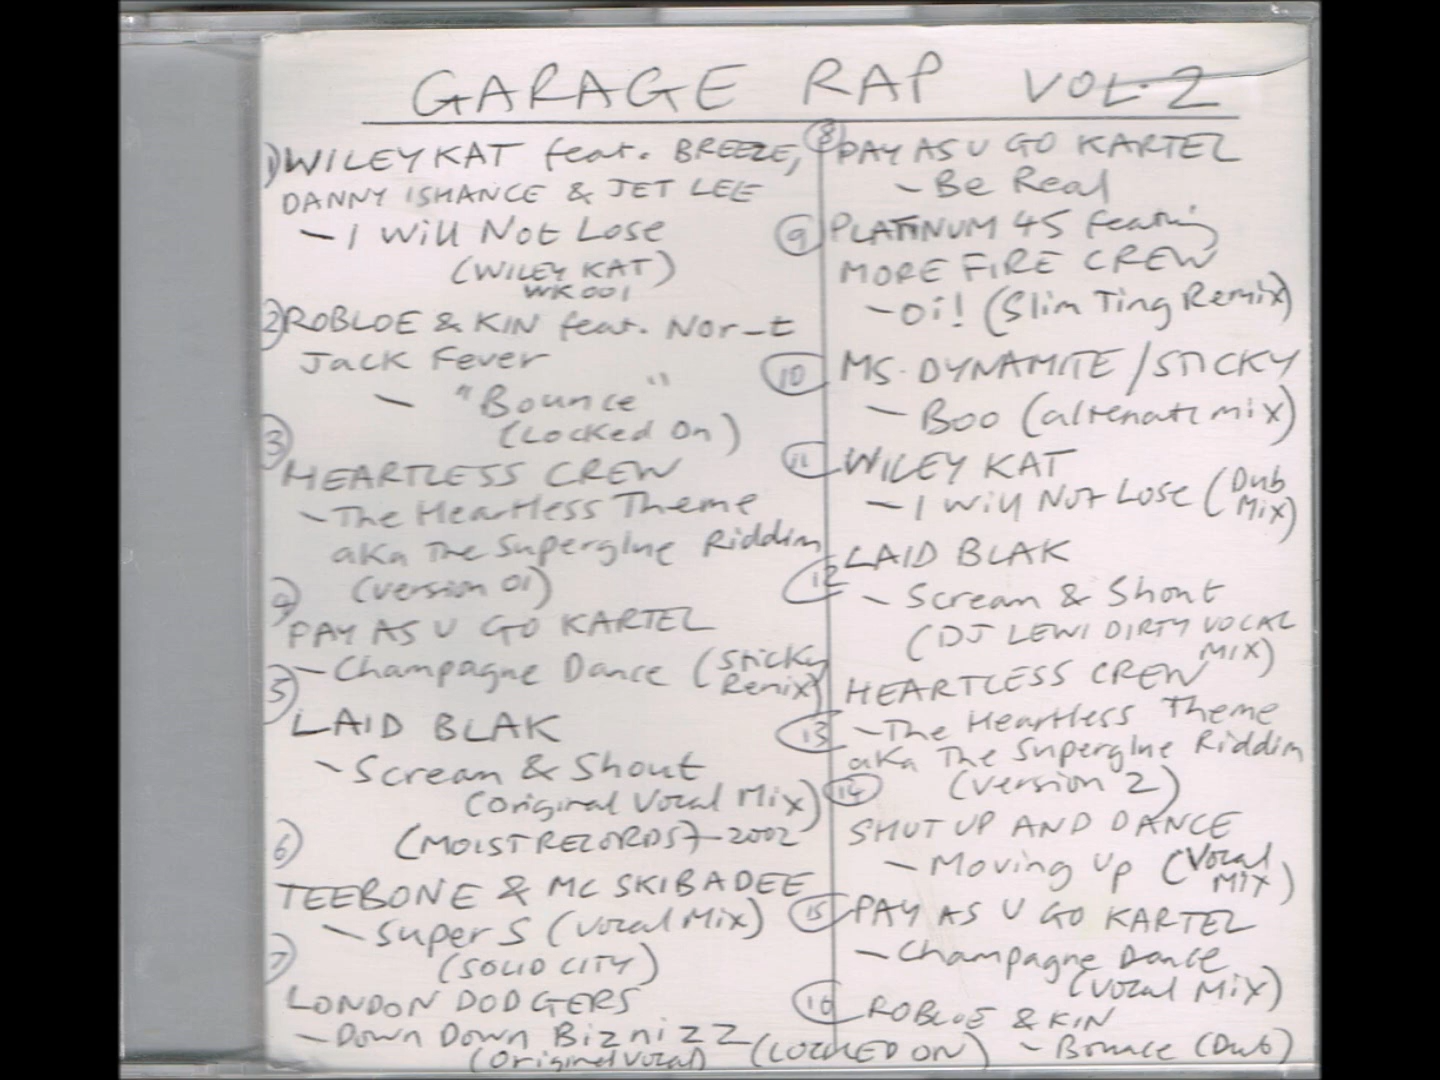 GARAGE RAP VOL. 2
1) WILEY KAT feat. BREEZE,
DANNY ISHANCE & JET LEE
- I Will Not Lose
(WILEY KAT)
WK001
2) ROBLOE & KIN feat. Nor-t
Jack Fever
- "Bounce"
(Locked On)
3)
HEARTLESS CREW
- The Heartless Theme
aka The Superglue Riddim
(Version 01)
4)
PAY AS U GO KARTEL
- Champagne Dance (Sticky
Remix)
5)
LAID BLAK
- Scream & Shout
(Original Vocal Mix)
(MOIST RECORDS) - 2002
6)
TEEBONE & MC SKIBADEE
- Super S (Vocal Mix)
(SOLID CITY)
7)
LONDON DODGERS
- Down Down Biznizz
(Original Vocal) (LOCKED ON)
8) PAY AS U GO KARTEL
- Be Real
9) PLATINUM 45 featuring
MORE FIRE CREW
- Oi! (Slim Ting Remix)
10) MS. DYNAMITE / STICKY
- Boo (alternate mix)
11) WILEY KAT
- I Will Not Lose (Dub
Mix)
12 LAID BLAK
- Scream & Shout
(DJ LEWI DIRTY VOCAL
MIX)
HEARTLESS CREW
13) - The Heartless Theme
aka The Superglue Riddim
14) (Version 2)
SHUT UP AND DANCE
- Moving Up (Vocal
MIX)
15) PAY AS U GO KARTEL
- Champagne Dance
(Vocal Mix)
16) ROBLOE & KIN
- Bounce (Dub)